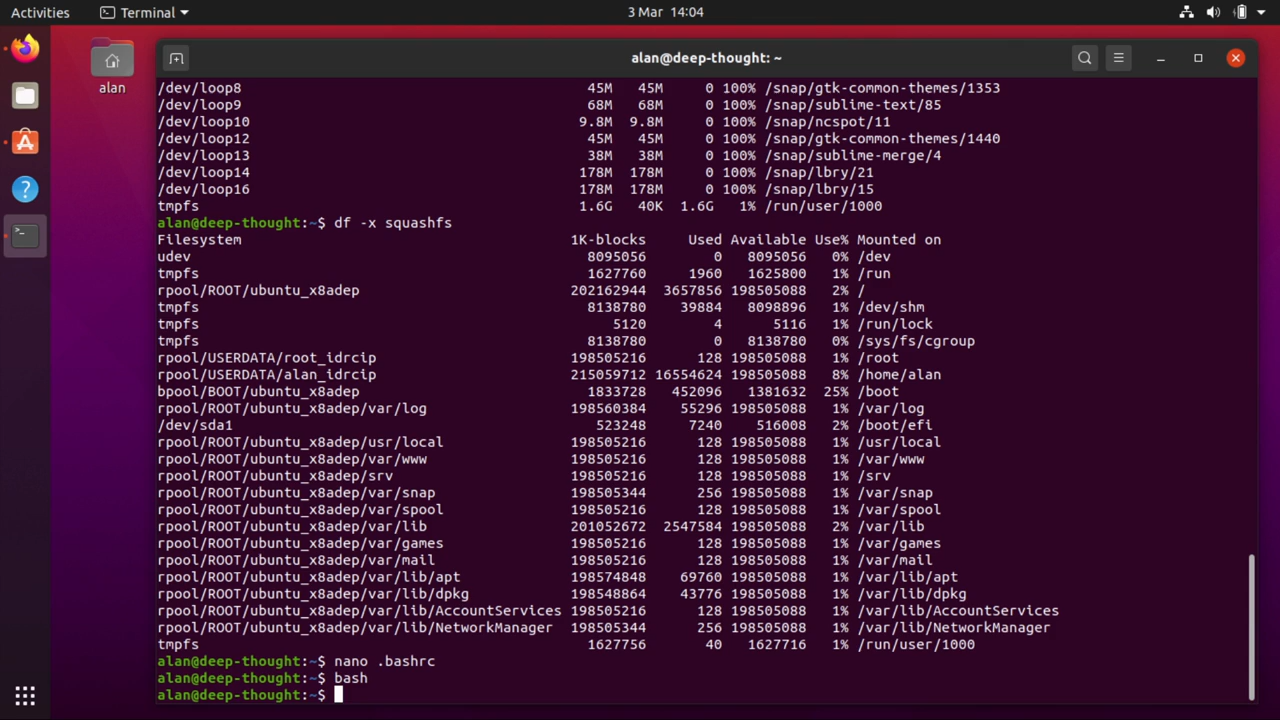 Activities Terminal 3 Mar 14:04
alan
alan@deep-thought: ~
/dev/loop8 45M 45M 0 100% /snap/gtk-common-themes/1353
/dev/loop9 68M 68M 0 100% /snap/sublime-text/85
/dev/loop10 9.8M 9.8M 0 100% /snap/ncspot/11
/dev/loop12 45M 45M 0 100% /snap/gtk-common-themes/1440
/dev/loop13 38M 38M 0 100% /snap/sublime-merge/4
/dev/loop14 178M 178M 0 100% /snap/lbry/21
/dev/loop16 178M 178M 0 100% /snap/lbry/15
tmpfs 1.6G 40K 1.6G 1% /run/user/1000
alan@deep-thought:~$ df -x squashfs
Filesystem 1K-blocks Used Available Use% Mounted on
udev 8095056 0 8095056 0% /dev
tmpfs 1627760 1960 1625800 1% /run
rpool/ROOT/ubuntu_x8adep 202162944 3657856 198505088 2% /
tmpfs 8138780 39884 8098896 1% /dev/shm
tmpfs 5120 4 5116 1% /run/lock
tmpfs 8138780 0 8138780 0% /sys/fs/cgroup
rpool/USERDATA/root_idrcip 198505216 128 198505088 1% /root
rpool/USERDATA/alan_idrcip 215059712 16554624 198505088 8% /home/alan
bpool/BOOT/ubuntu_x8adep 1833728 452096 1381632 25% /boot
rpool/ROOT/ubuntu_x8adep/var/log 198560384 55296 198505088 1% /var/log
/dev/sda1 523248 7240 516008 2% /boot/efi
rpool/ROOT/ubuntu_x8adep/usr/local 198505216 128 198505088 1% /usr/local
rpool/ROOT/ubuntu_x8adep/var/www 198505216 128 198505088 1% /var/www
rpool/ROOT/ubuntu_x8adep/srv 198505216 128 198505088 1% /srv
rpool/ROOT/ubuntu_x8adep/var/snap 198505344 256 198505088 1% /var/snap
rpool/ROOT/ubuntu_x8adep/var/spool 198505216 128 198505088 1% /var/spool
rpool/ROOT/ubuntu_x8adep/var/lib 201052672 2547584 198505088 2% /var/lib
rpool/ROOT/ubuntu_x8adep/var/games 198505216 128 198505088 1% /var/games
rpool/ROOT/ubuntu_x8adep/var/mail 198505216 128 198505088 1% /var/mail
rpool/ROOT/ubuntu_x8adep/var/lib/apt 198574848 69760 198505088 1% /var/lib/apt
rpool/ROOT/ubuntu_x8adep/var/lib/dpkg 198548864 43776 198505088 1% /var/lib/dpkg
rpool/ROOT/ubuntu_x8adep/var/lib/AccountServices 198505216 128 198505088 1% /var/lib/AccountServices
rpool/ROOT/ubuntu_x8adep/var/lib/NetworkManager 198505344 256 198505088 1% /var/lib/NetworkManager
tmpfs 1627756 40 1627716 1% /run/user/1000
alan@deep-thought:~$ nano .bashrc
alan@deep-thought:~$ bash
alan@deep-thought:~$